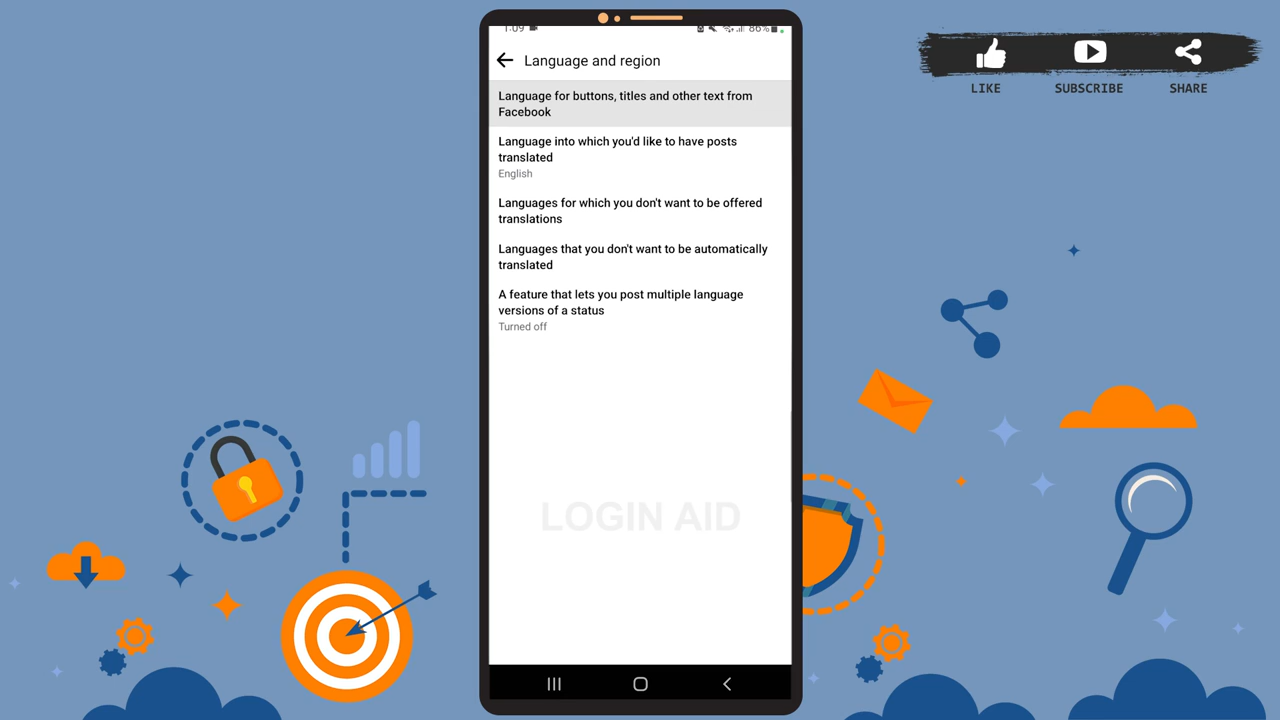 1:09 86%
Language and region
LIKE SUBSCRIBE SHARE
Language for buttons, titles and other text from
Facebook
Language into which you'd like to have posts
translated
English
Languages for which you don't want to be offered
translations
Languages that you don't want to be automatically
translated
A feature that lets you post multiple language
versions of a status
Turned off
LOGIN AID